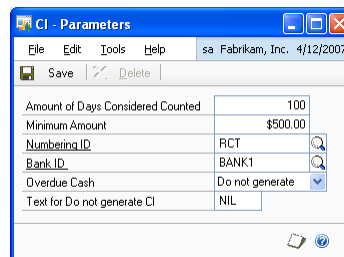 CI - Parameters
File Edit Tools Help sa Fabrikam, Inc. 4/12/2007
Save Delete
Amount of Days Considered Counted 100
Minimum Amount $500.00
Numbering ID RCT
Bank ID BANK1
Overdue Cash Do not generate
Text for Do not generate CI NIL